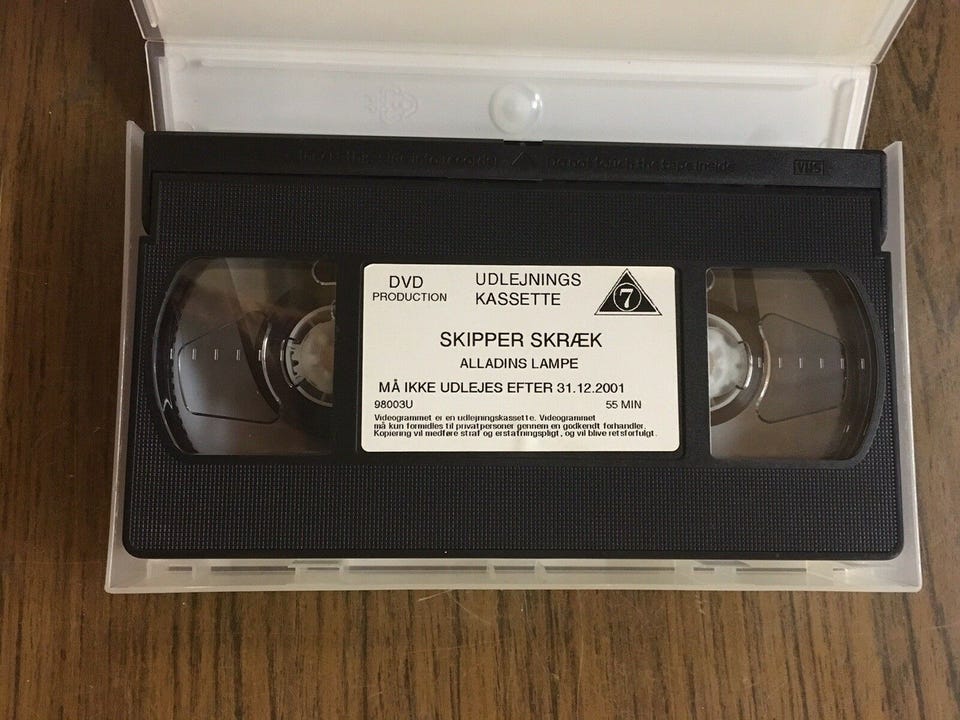 VHS
DVD
PRODUCTION
UDLEJNINGS
KASSETTE
7
SKIPPER SKRÆK
ALLADINS LAMPE
MÅ IKKE UDLEJES EFTER 31.12.2001
98003U 55 MIN
Videogrammet er en udlejningskassette. Videogrammet
må kun formidles til privatpersoner gennem en godkendt forhandler.
Kopiering vil medføre straf og erstatningspligt, og vil blive retsforfulgt.